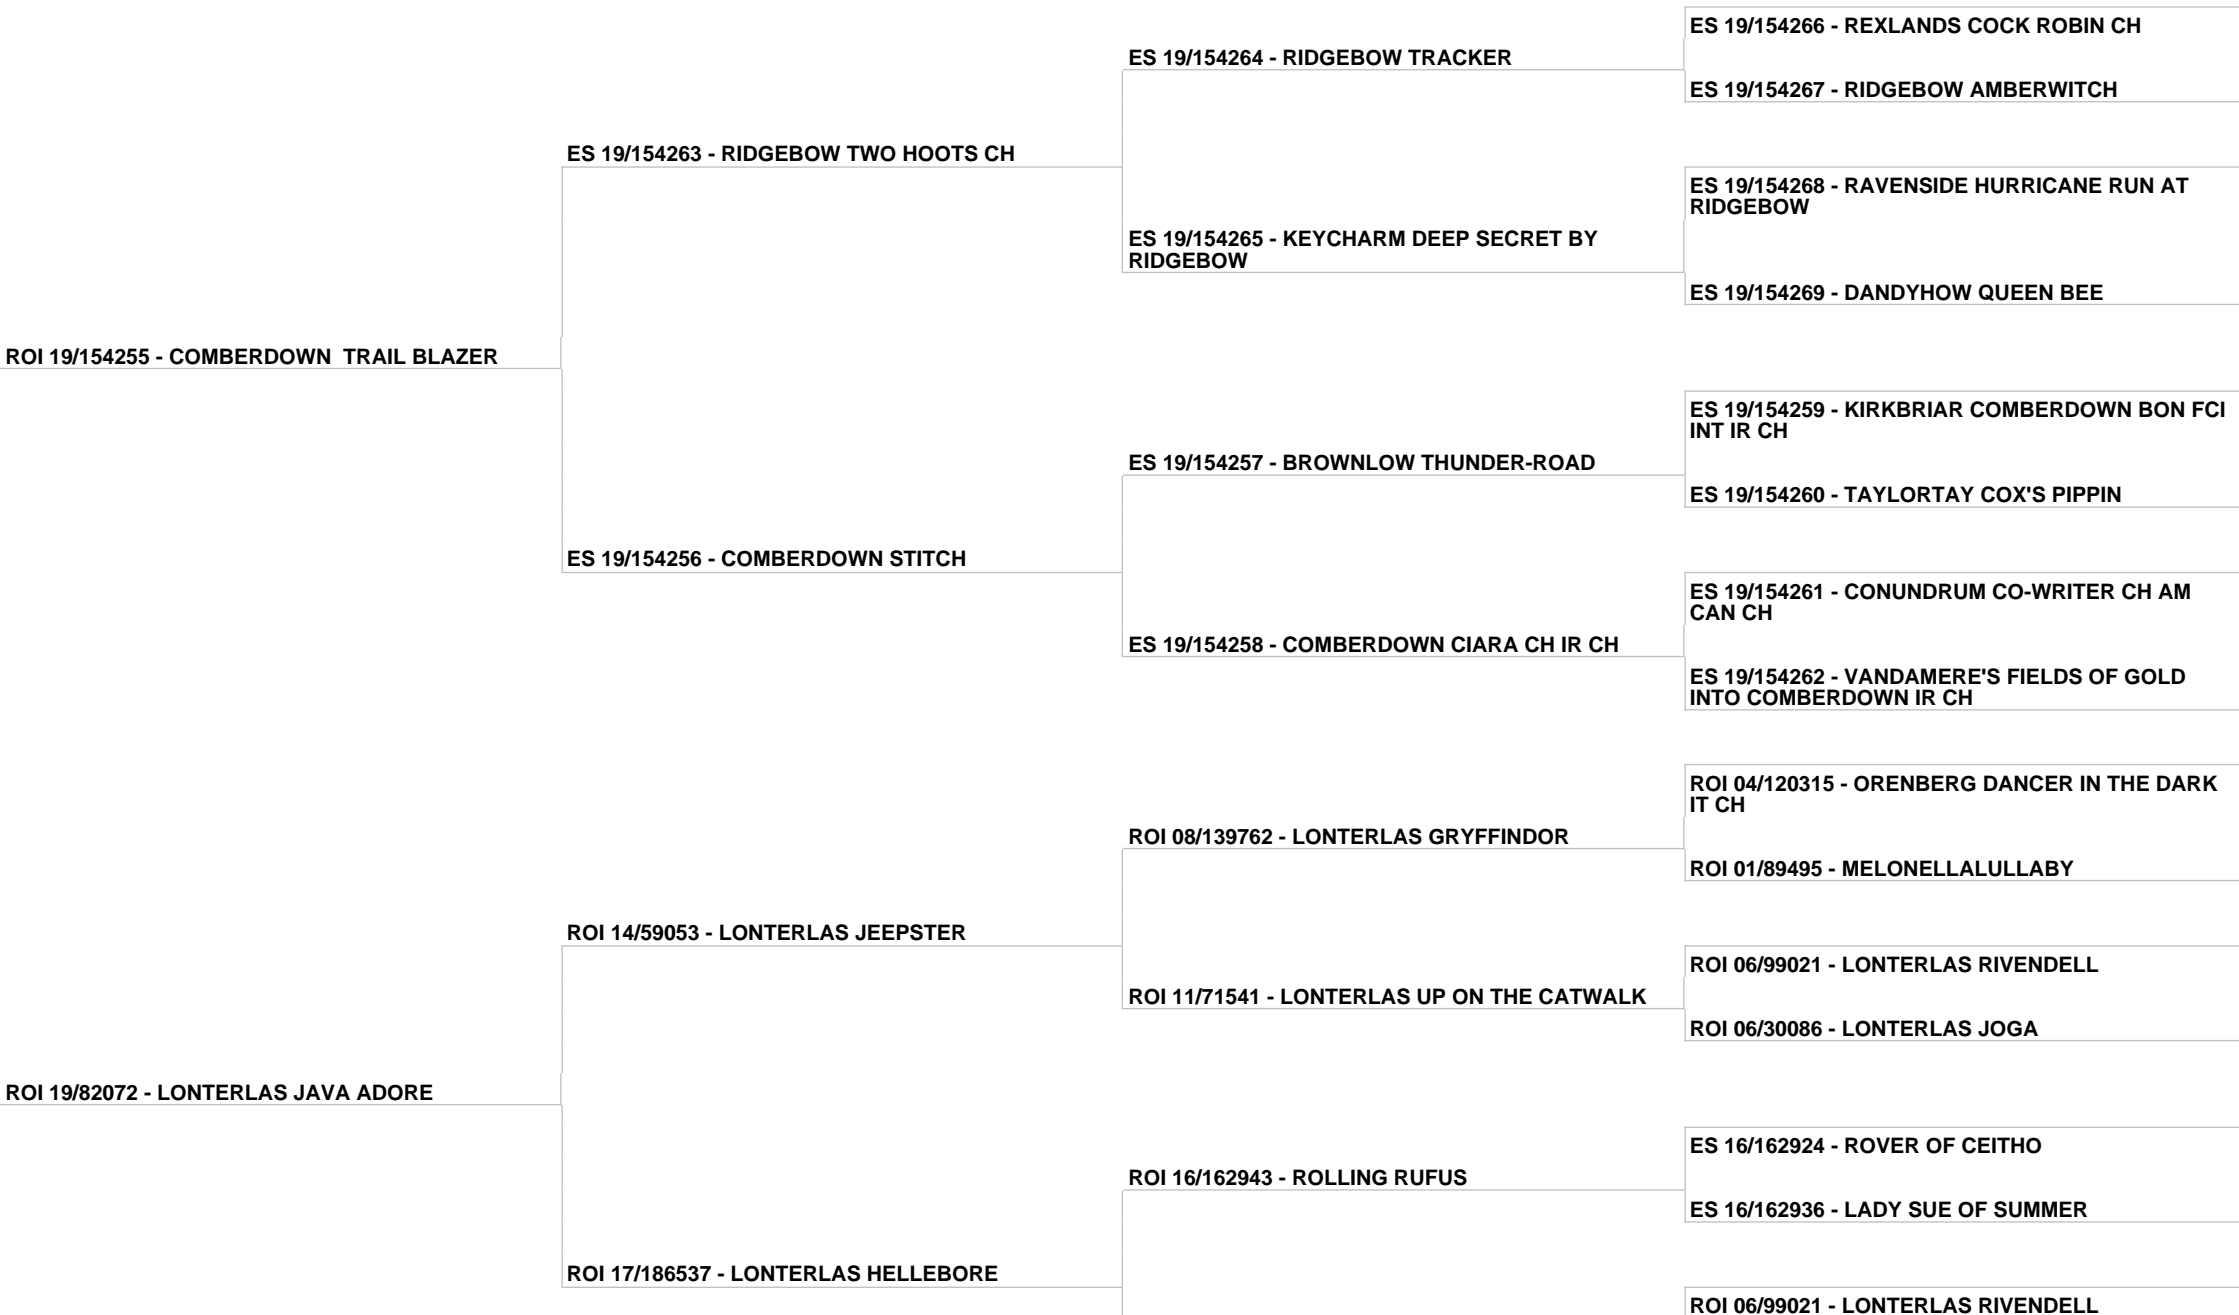 ES 19/154266 - REXLANDS COCK ROBIN CH
ES 19/154264 - RIDGEBOW TRACKER
ES 19/154267 - RIDGEBOW AMBERWITCH
ES 19/154263 - RIDGEBOW TWO HOOTS CH
ES 19/154268 - RAVENSIDE HURRICANE RUN AT
RIDGEBOW
ES 19/154265 - KEYCHARM DEEP SECRET BY
RIDGEBOW
ES 19/154269 - DANDYHOW QUEEN BEE
ROI 19/154255 - COMBERDOWN  TRAIL BLAZER
ES 19/154259 - KIRKBRIAR COMBERDOWN BON FCI
INT IR CH
ES 19/154257 - BROWNLOW THUNDER-ROAD
ES 19/154260 - TAYLORTAY COX'S PIPPIN
ES 19/154256 - COMBERDOWN STITCH
ES 19/154261 - CONUNDRUM CO-WRITER CH AM
CAN CH
ES 19/154258 - COMBERDOWN CIARA CH IR CH
ES 19/154262 - VANDAMERE'S FIELDS OF GOLD
INTO COMBERDOWN IR CH
ROI 04/120315 - ORENBERG DANCER IN THE DARK
IT CH
ROI 08/139762 - LONTERLAS GRYFFINDOR
ROI 01/89495 - MELONELLALULLABY
ROI 14/59053 - LONTERLAS JEEPSTER
ROI 06/99021 - LONTERLAS RIVENDELL
ROI 11/71541 - LONTERLAS UP ON THE CATWALK
ROI 06/30086 - LONTERLAS JOGA
ROI 19/82072 - LONTERLAS JAVA ADORE
ES 16/162924 - ROVER OF CEITHO
ROI 16/162943 - ROLLING RUFUS
ES 16/162936 - LADY SUE OF SUMMER
ROI 17/186537 - LONTERLAS HELLEBORE
ROI 06/99021 - LONTERLAS RIVENDELL